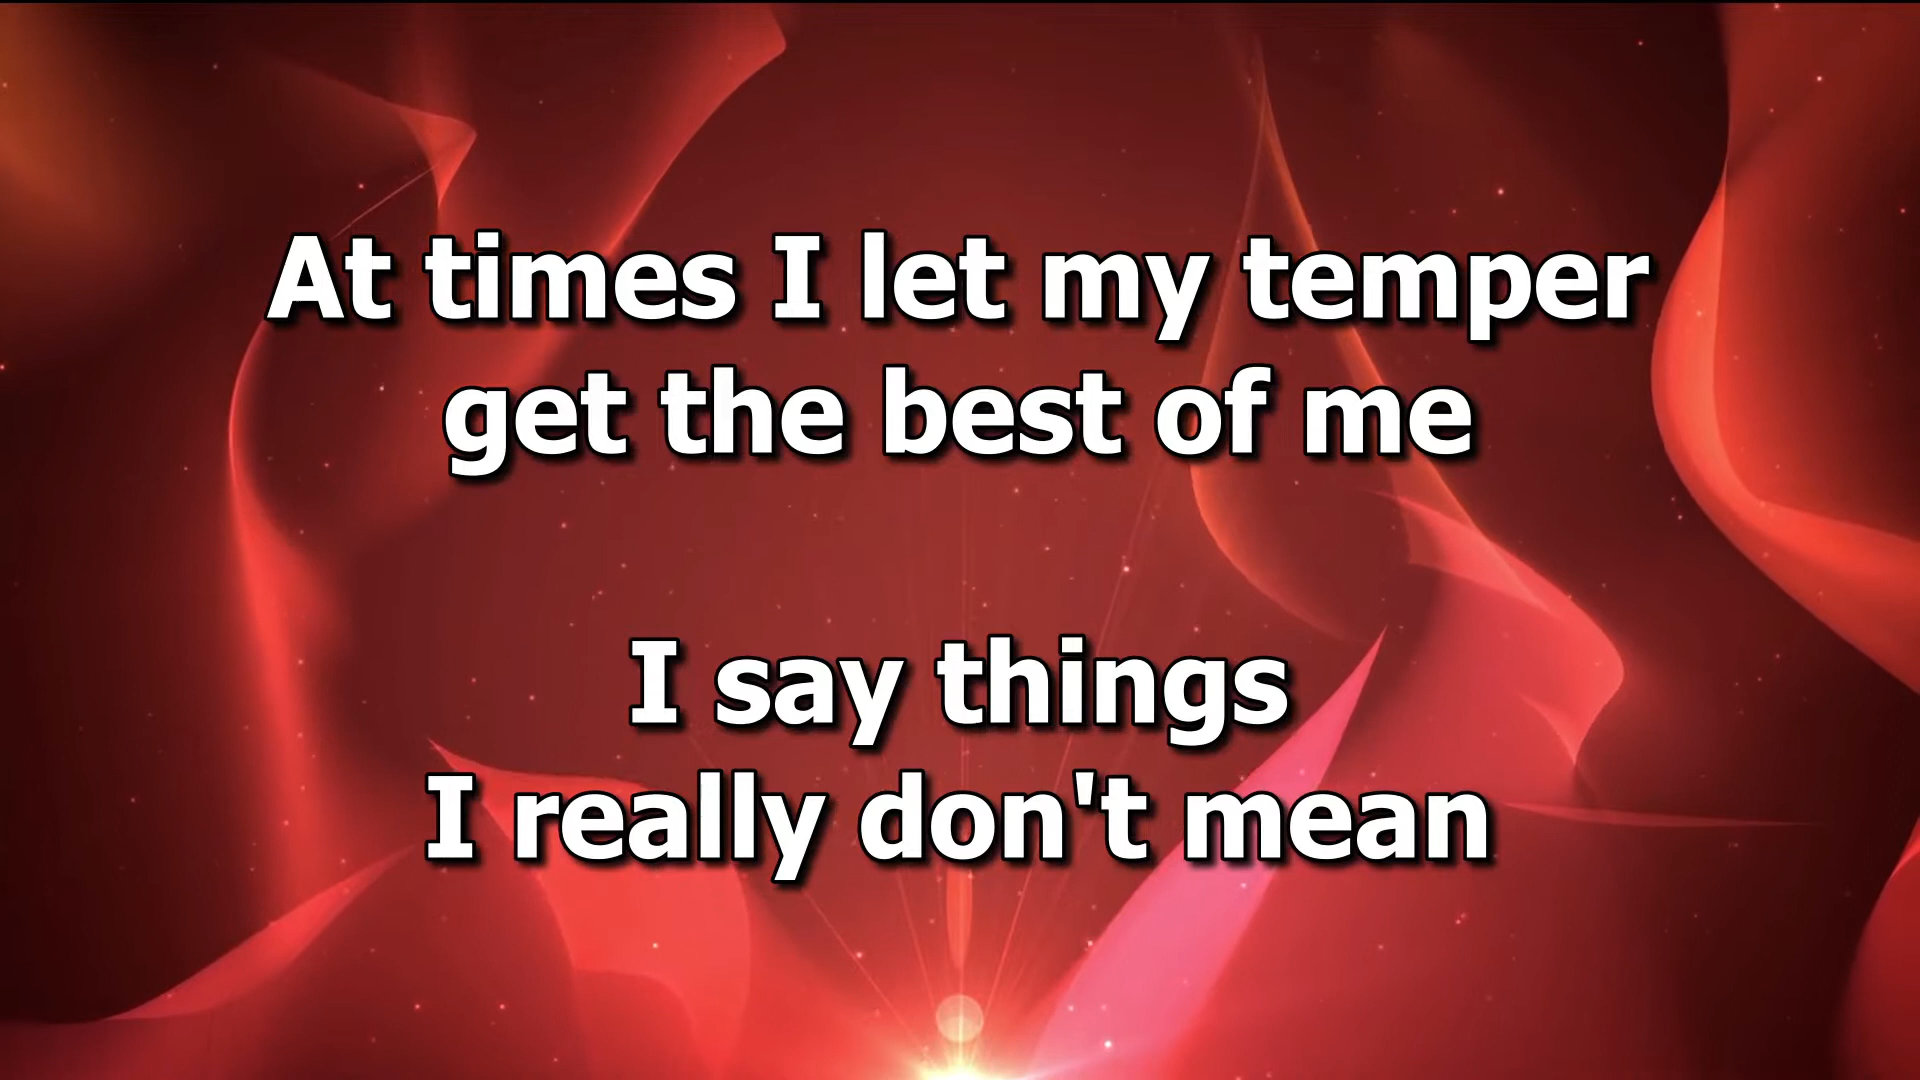 At times I let my temper
get the best of me
I say things
I really don't mean